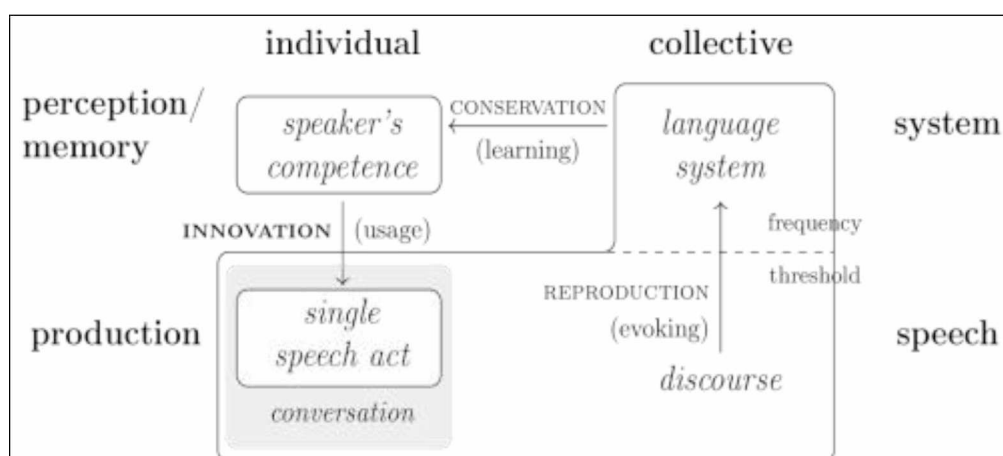 individual
collective
perception/
memory
speaker's
competence
CONSERVATION
(learning)
language
system
system
INNOVATION
(usage)
frequency
threshold
production
single
speech act
conversation
REPRODUCTION
(evoking)
discourse
speech